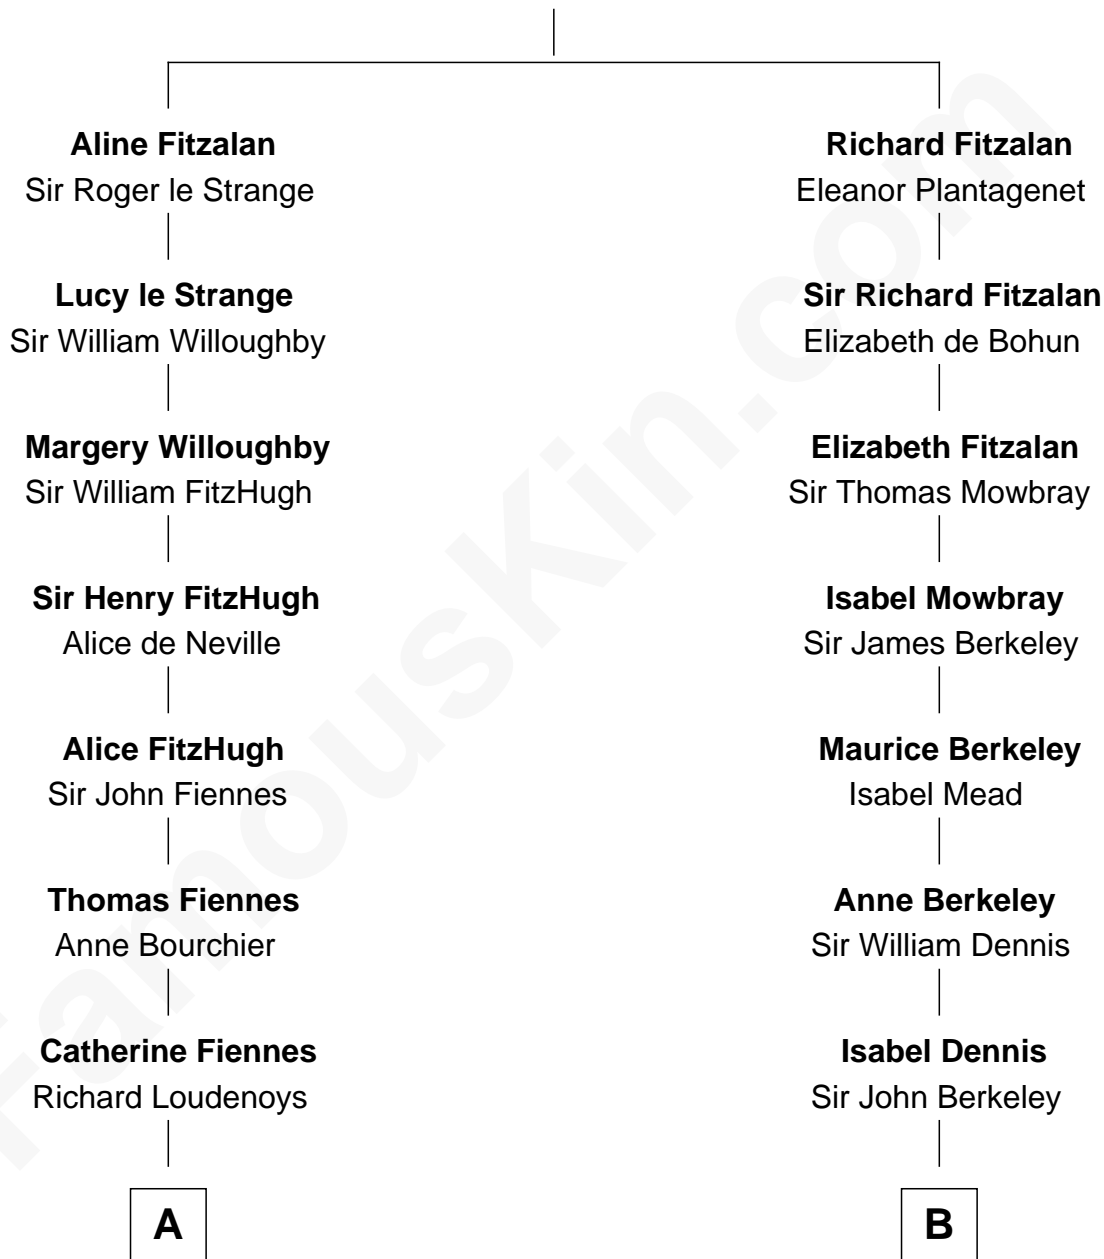 Aline Fitzalan
Sir Roger le Strange
Lucy le Strange
Sir William Willoughby
Margery Willoughby
Sir William FitzHugh
Sir Henry FitzHugh
Alice de Neville
Alice FitzHugh
Sir John Fiennes
Thomas Fiennes
Anne Bourchier
Catherine Fiennes
Richard Loudenoys
A
Richard Fitzalan
Eleanor Plantagenet
Sir Richard Fitzalan
Elizabeth de Bohun
Elizabeth Fitzalan
Sir Thomas Mowbray
Isabel Mowbray
Sir James Berkeley
Maurice Berkeley
Isabel Mead
Anne Berkeley
Sir William Dennis
Isabel Dennis
Sir John Berkeley
B
FamousKin.com